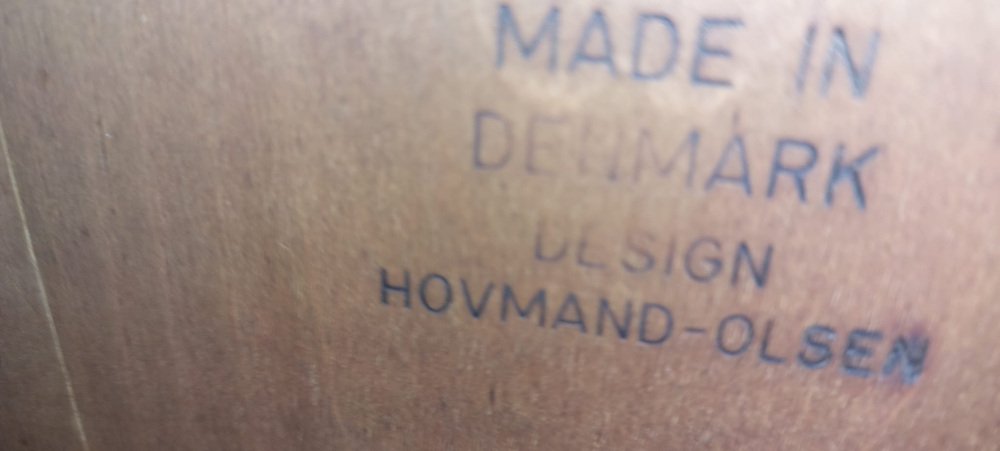 MADE IN
DENMARK
DESIGN
HOVMAND-OLSEN